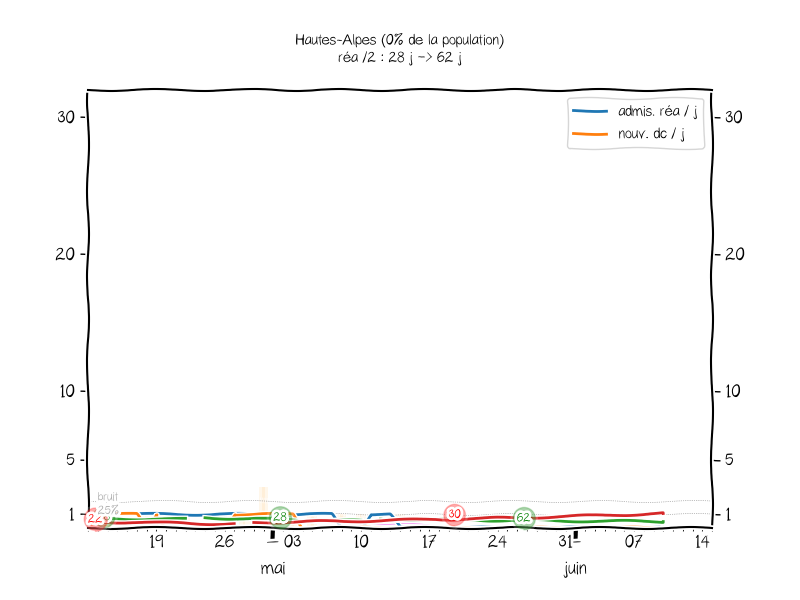 Hautes-Alpes (0% de la population)
réa /2 : 28 j -> 62 j
admis. réa / j
nouv. dc / j
30 30
20 20
10 10
5 5
bruit
25%
1 28 30 62 1
19 26 03 10 17 24 31 07 14
mai juin